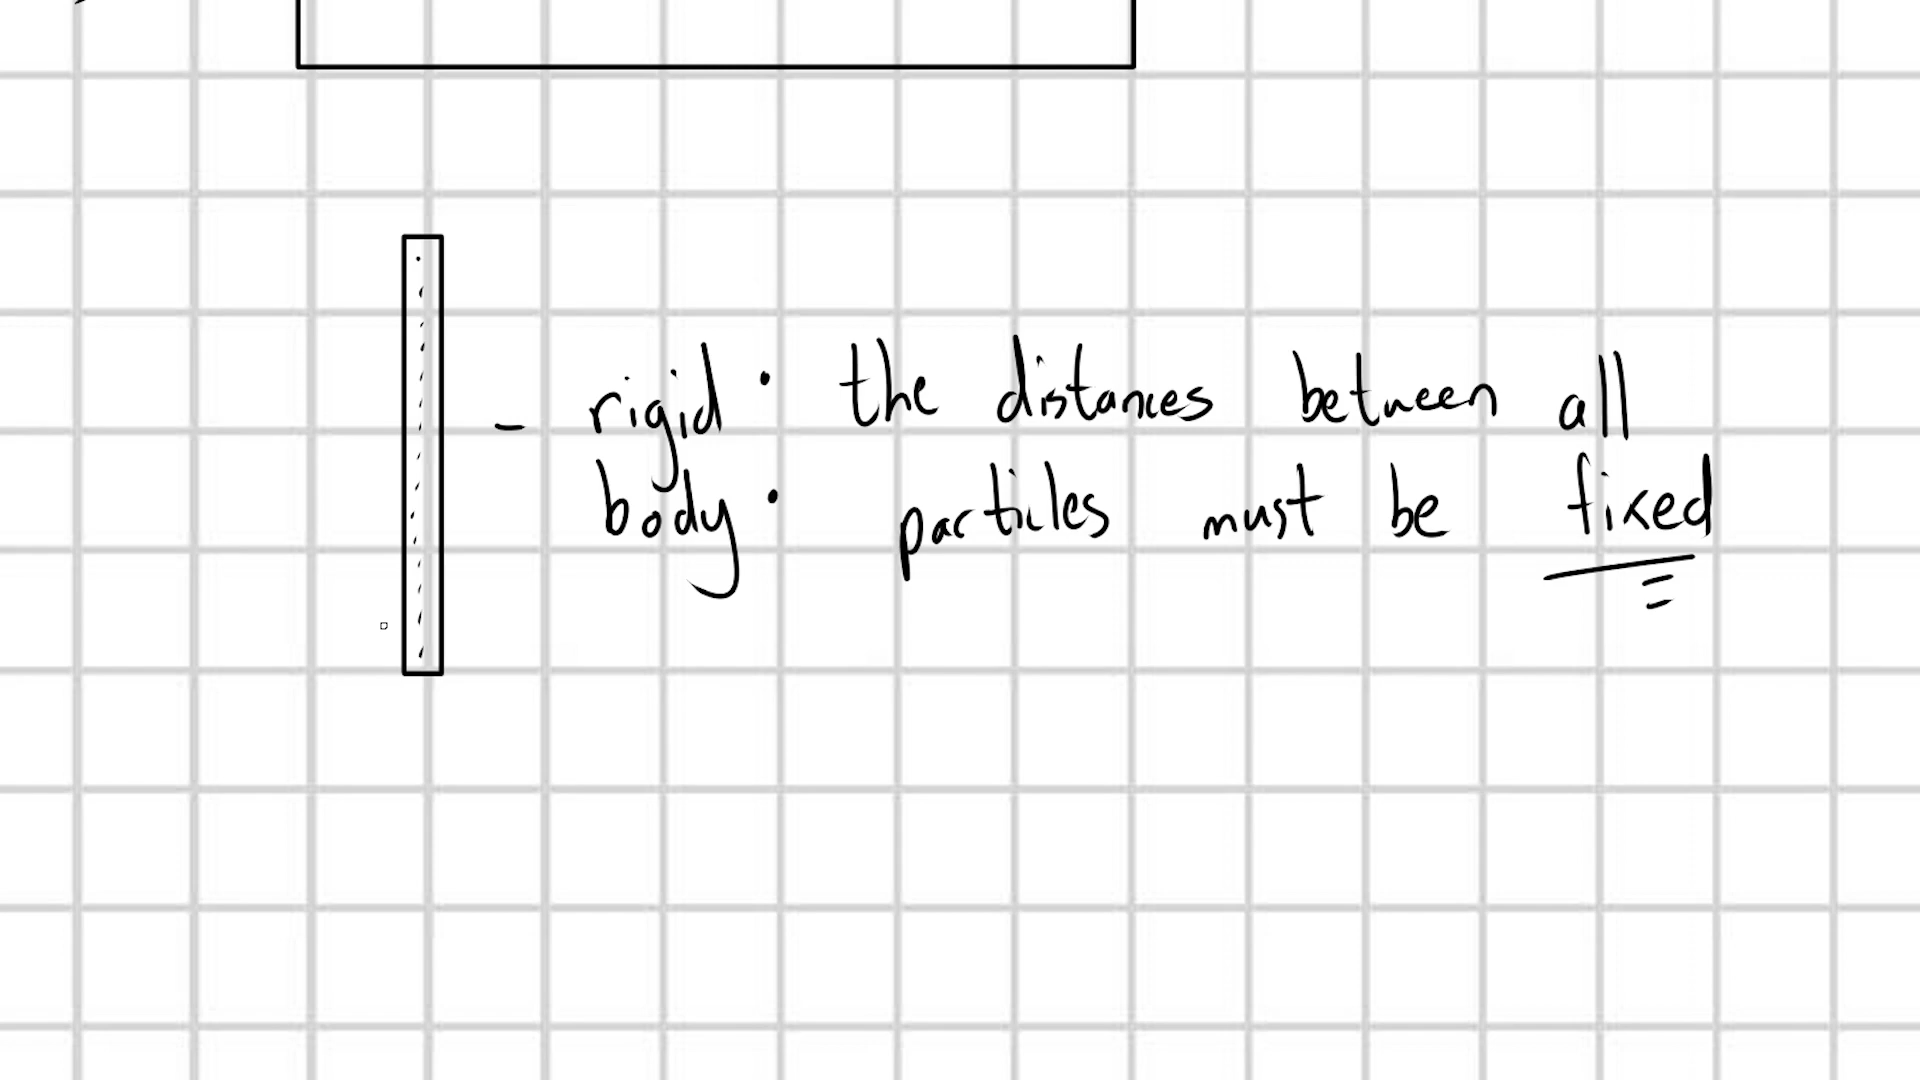 - rigid : the distances between all
body : particles must be fixed